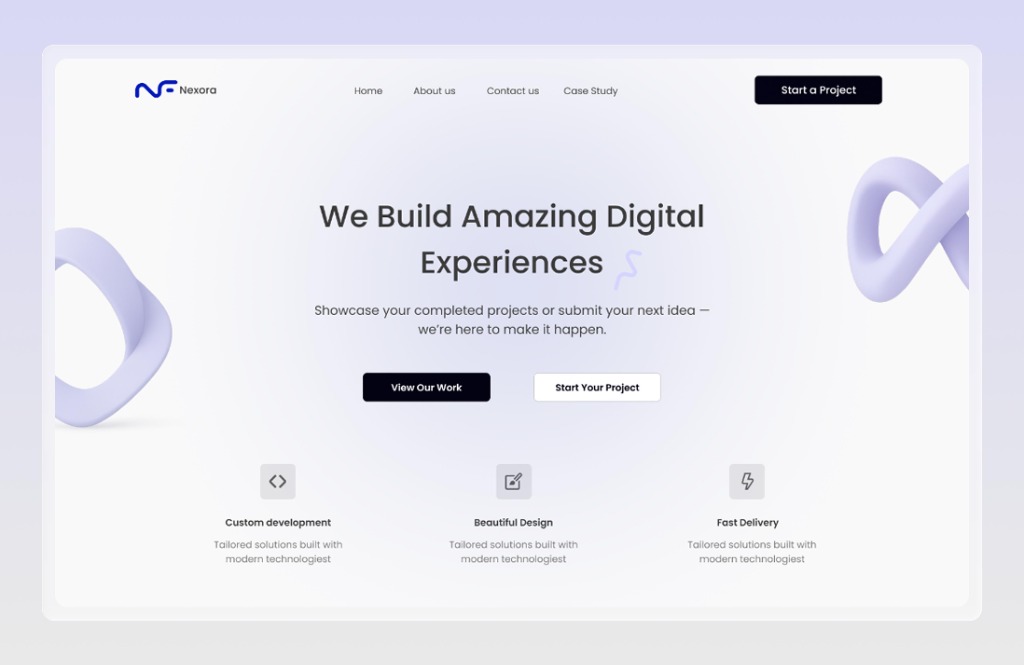 Nexora
Home
About us
Contact us
Case Study
Start a Project
We Build Amazing Digital
Experiences
Showcase your completed projects or submit your next idea —
we're here to make it happen.
View Our Work
Start Your Project
Custom development
Tailored solutions built with
modern technologiest
Beautiful Design
Tailored solutions built with
modern technologiest
Fast Delivery
Tailored solutions built with
modern technologiest